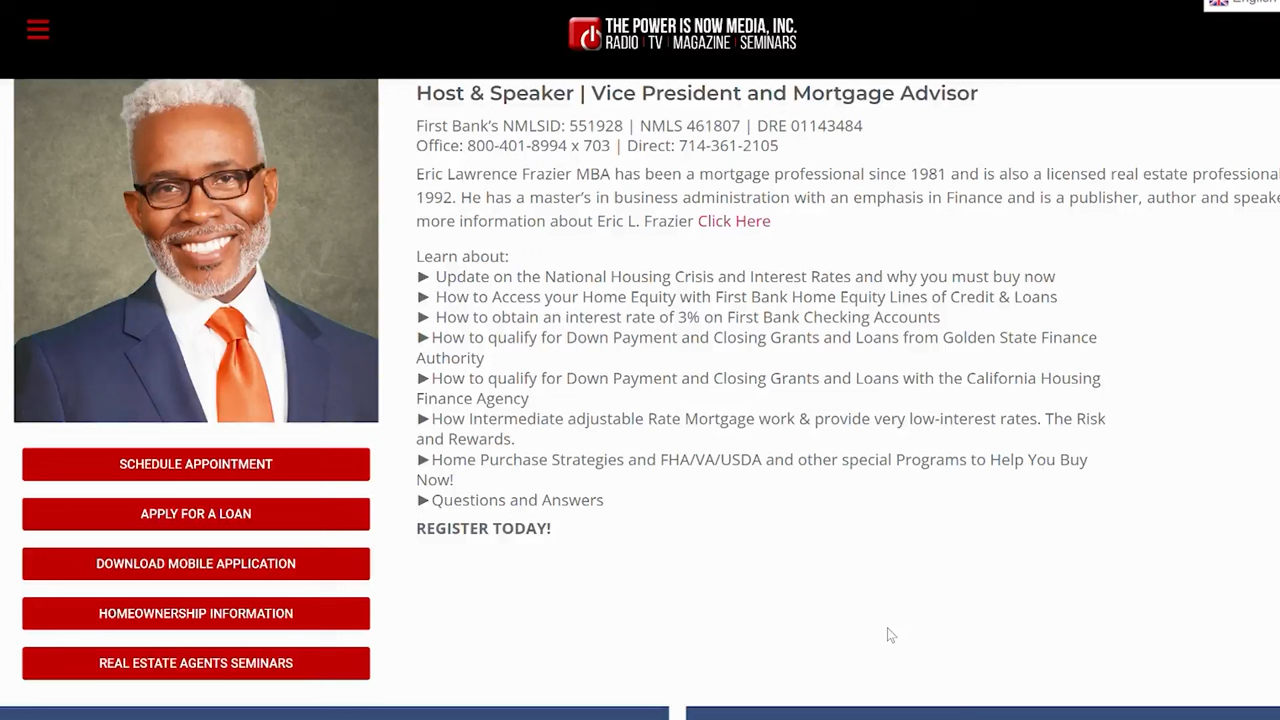 English
THE POWER IS NOW MEDIA, INC.
RADIO | TV | MAGAZINE | SEMINARS
Host & Speaker | Vice President and Mortgage Advisor
First Bank's NMLSID: 551928 | NMLS 461807 | DRE 01143484
Office: 800-401-8994 x 703 | Direct: 714-361-2105
Eric Lawrence Frazier MBA has been a mortgage professional since 1981 and is also a licensed real estate professional
1992. He has a master's in business administration with an emphasis in Finance and is a publisher, author and speake
more information about Eric L. Frazier Click Here
Learn about:
► Update on the National Housing Crisis and Interest Rates and why you must buy now
► How to Access your Home Equity with First Bank Home Equity Lines of Credit & Loans
► How to obtain an interest rate of 3% on First Bank Checking Accounts
►How to qualify for Down Payment and Closing Grants and Loans from Golden State Finance
Authority
►How to qualify for Down Payment and Closing Grants and Loans with the California Housing
Finance Agency
►How Intermediate adjustable Rate Mortgage work & provide very low-interest rates. The Risk
and Rewards.
►Home Purchase Strategies and FHA/VA/USDA and other special Programs to Help You Buy
Now!
►Questions and Answers
REGISTER TODAY!
SCHEDULE APPOINTMENT
APPLY FOR A LOAN
DOWNLOAD MOBILE APPLICATION
HOMEOWNERSHIP INFORMATION
REAL ESTATE AGENTS SEMINARS